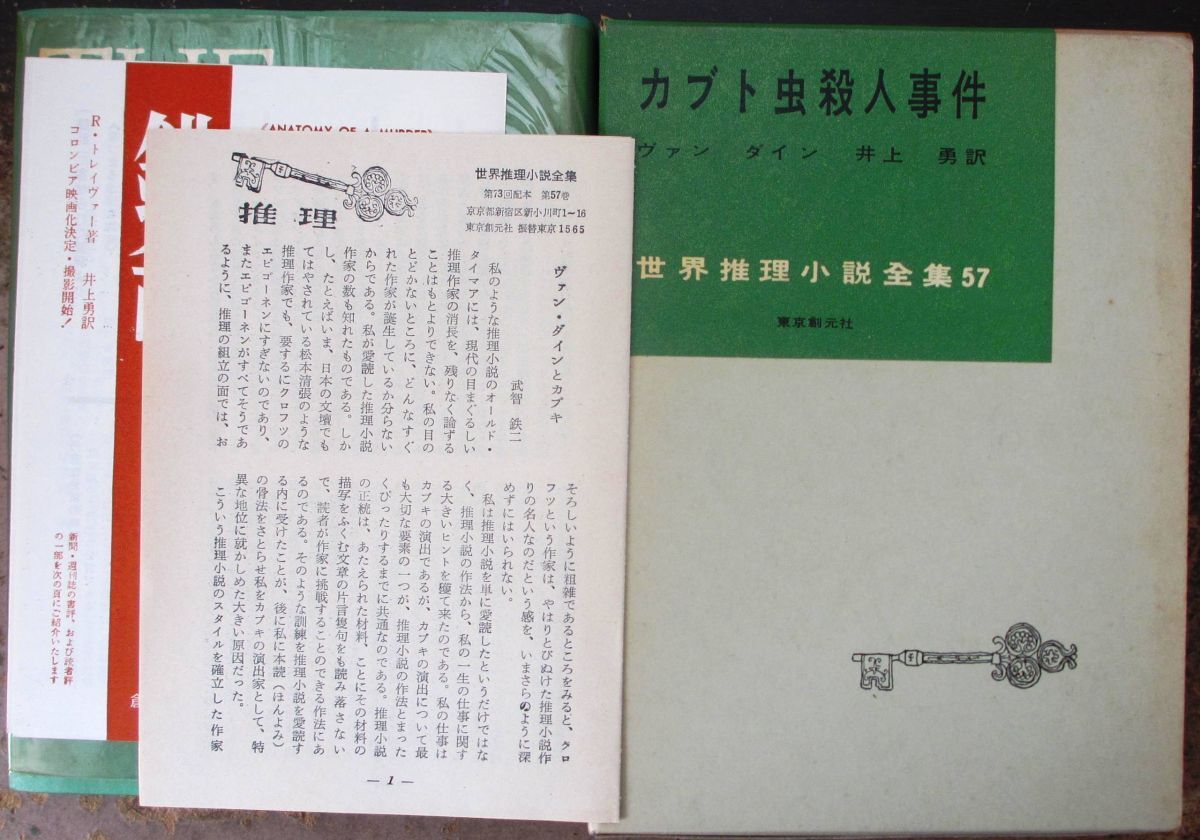 カブト虫殺人事件
ヴァン ダイン 井上 勇訳
世界推理小説全集57
東京創元社
THE
R・トレイヴァー著 井上勇訳
コロンビア映画化決定・撮影開始!
《ANATOMY OF A MURDER》
新聞・週刊誌の書評、および読者評
の一部を次の頁にご紹介いたします
創
推理
世界推理小説全集
第73回配本 第57巻
京京都新宿区新小川町1~16
東京創元社 振替東京1565
ヴァン・ダインとカブキ
武智 鉄二
私のような推理小説のオールド・
タイマアには、現代の目まぐるしい
推理作家の消長を、残りなく論ずる
ことはもとよりできない。私の目の
とどかないところに、どんなすぐ
れた作家が誕生しているか分らない
からである。私が愛読した推理小説
作家の数も知れたものである。しか
し、たとえばいま、日本の文壇でも
てはやされている松本清張のような
推理作家でも、要するにクロフツの
エピゴーネンにすぎないのであり、
またエピゴーネンがすべてそうであ
るように、推理の組立の面では、お
そろしいように粗雑であるところをみると、クロ
フツという作家は、やはりとびぬけた推理小説作
りの名人なのだという感を、いまさらのように深
めずにはいられない。
私は推理小説を単に愛読したというだけではな
く、推理小説の作法から、私の一生の仕事に関す
る大きいヒントを獲て来たのである。私の仕事は
カブキの演出であるが、カブキの演出について最
も大切な要素の一つが、推理小説の作法とまった
くぴったりするまでに共通なのである。推理小説
の正統は、あたえられた材料、ことにその材料の
描写をふくむ文章の片言隻句をも読み落さない
で、読者が作家に挑戦することのできる作法にあ
るのである。そのような訓練を推理小説を愛読す
る内に受けたことが、後に私に本読(ほんよみ)
の骨法をさとらせ私をカブキの演出家として、特
異な地位に就かしめた大きい原因だった。
こういう推理小説のスタイルを確立した作家
— 1 —